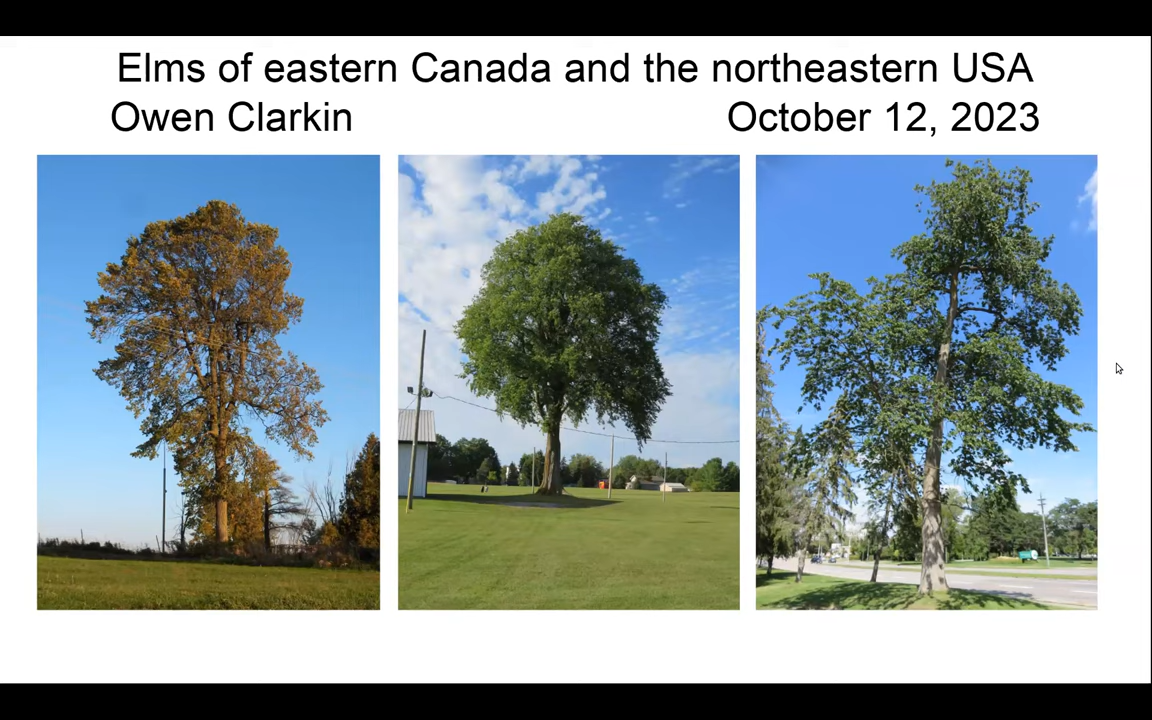 Elms of eastern Canada and the northeastern USA
Owen Clarkin October 12, 2023